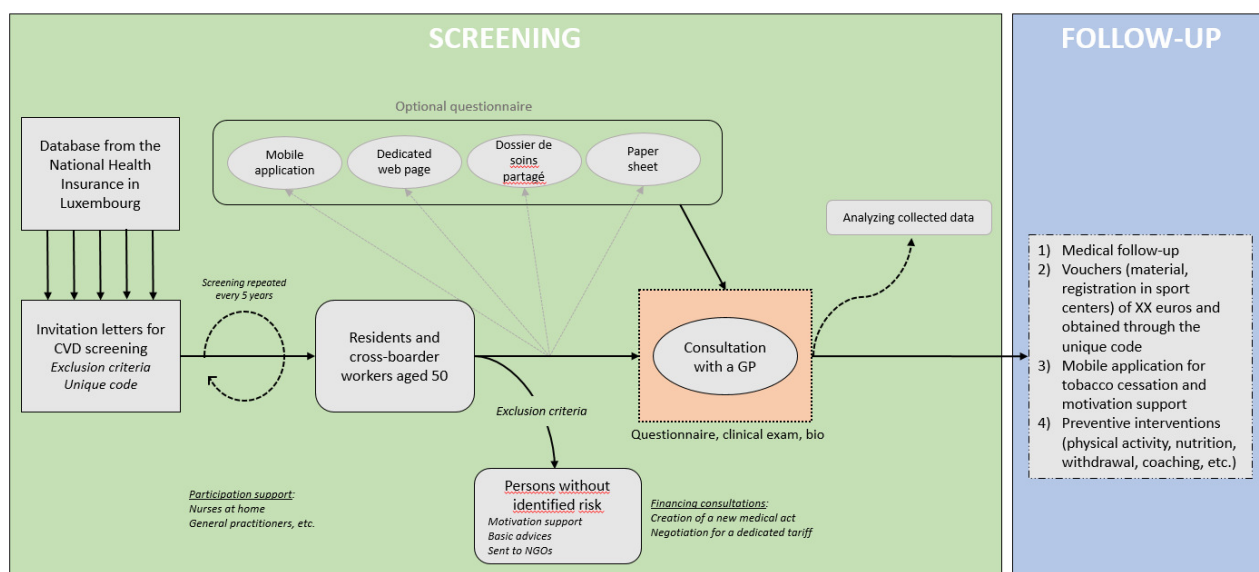 SCREENING
FOLLOW-UP
Optional questionnaire
Mobile
application
Dedicated
web page
Dossier de
soins
partagé
Paper
sheet
Database from the
National Health
Insurance in
Luxembourg
Analyzing collected data
Screening repeated
every 5 years
Invitation letters for
CVD screening
Exclusion criteria
Unique code
Residents and
cross-boarder
workers aged 50
Consultation
with a GP
Questionnaire, clinical exam, bio
Exclusion criteria
Persons without
identified risk
Motivation support
Basic advices
Sent to NGOs
Participation support:
Nurses at home
General practitioners, etc.
Financing consultations:
Creation of a new medical act
Negotiation for a dedicated tariff
1) Medical follow-up
2) Vouchers (material,
registration in sport
centers) of XX euros and
obtained through the
unique code
3) Mobile application for
tobacco cessation and
motivation support
4) Preventive interventions
(physical activity, nutrition,
withdrawal, coaching, etc.)